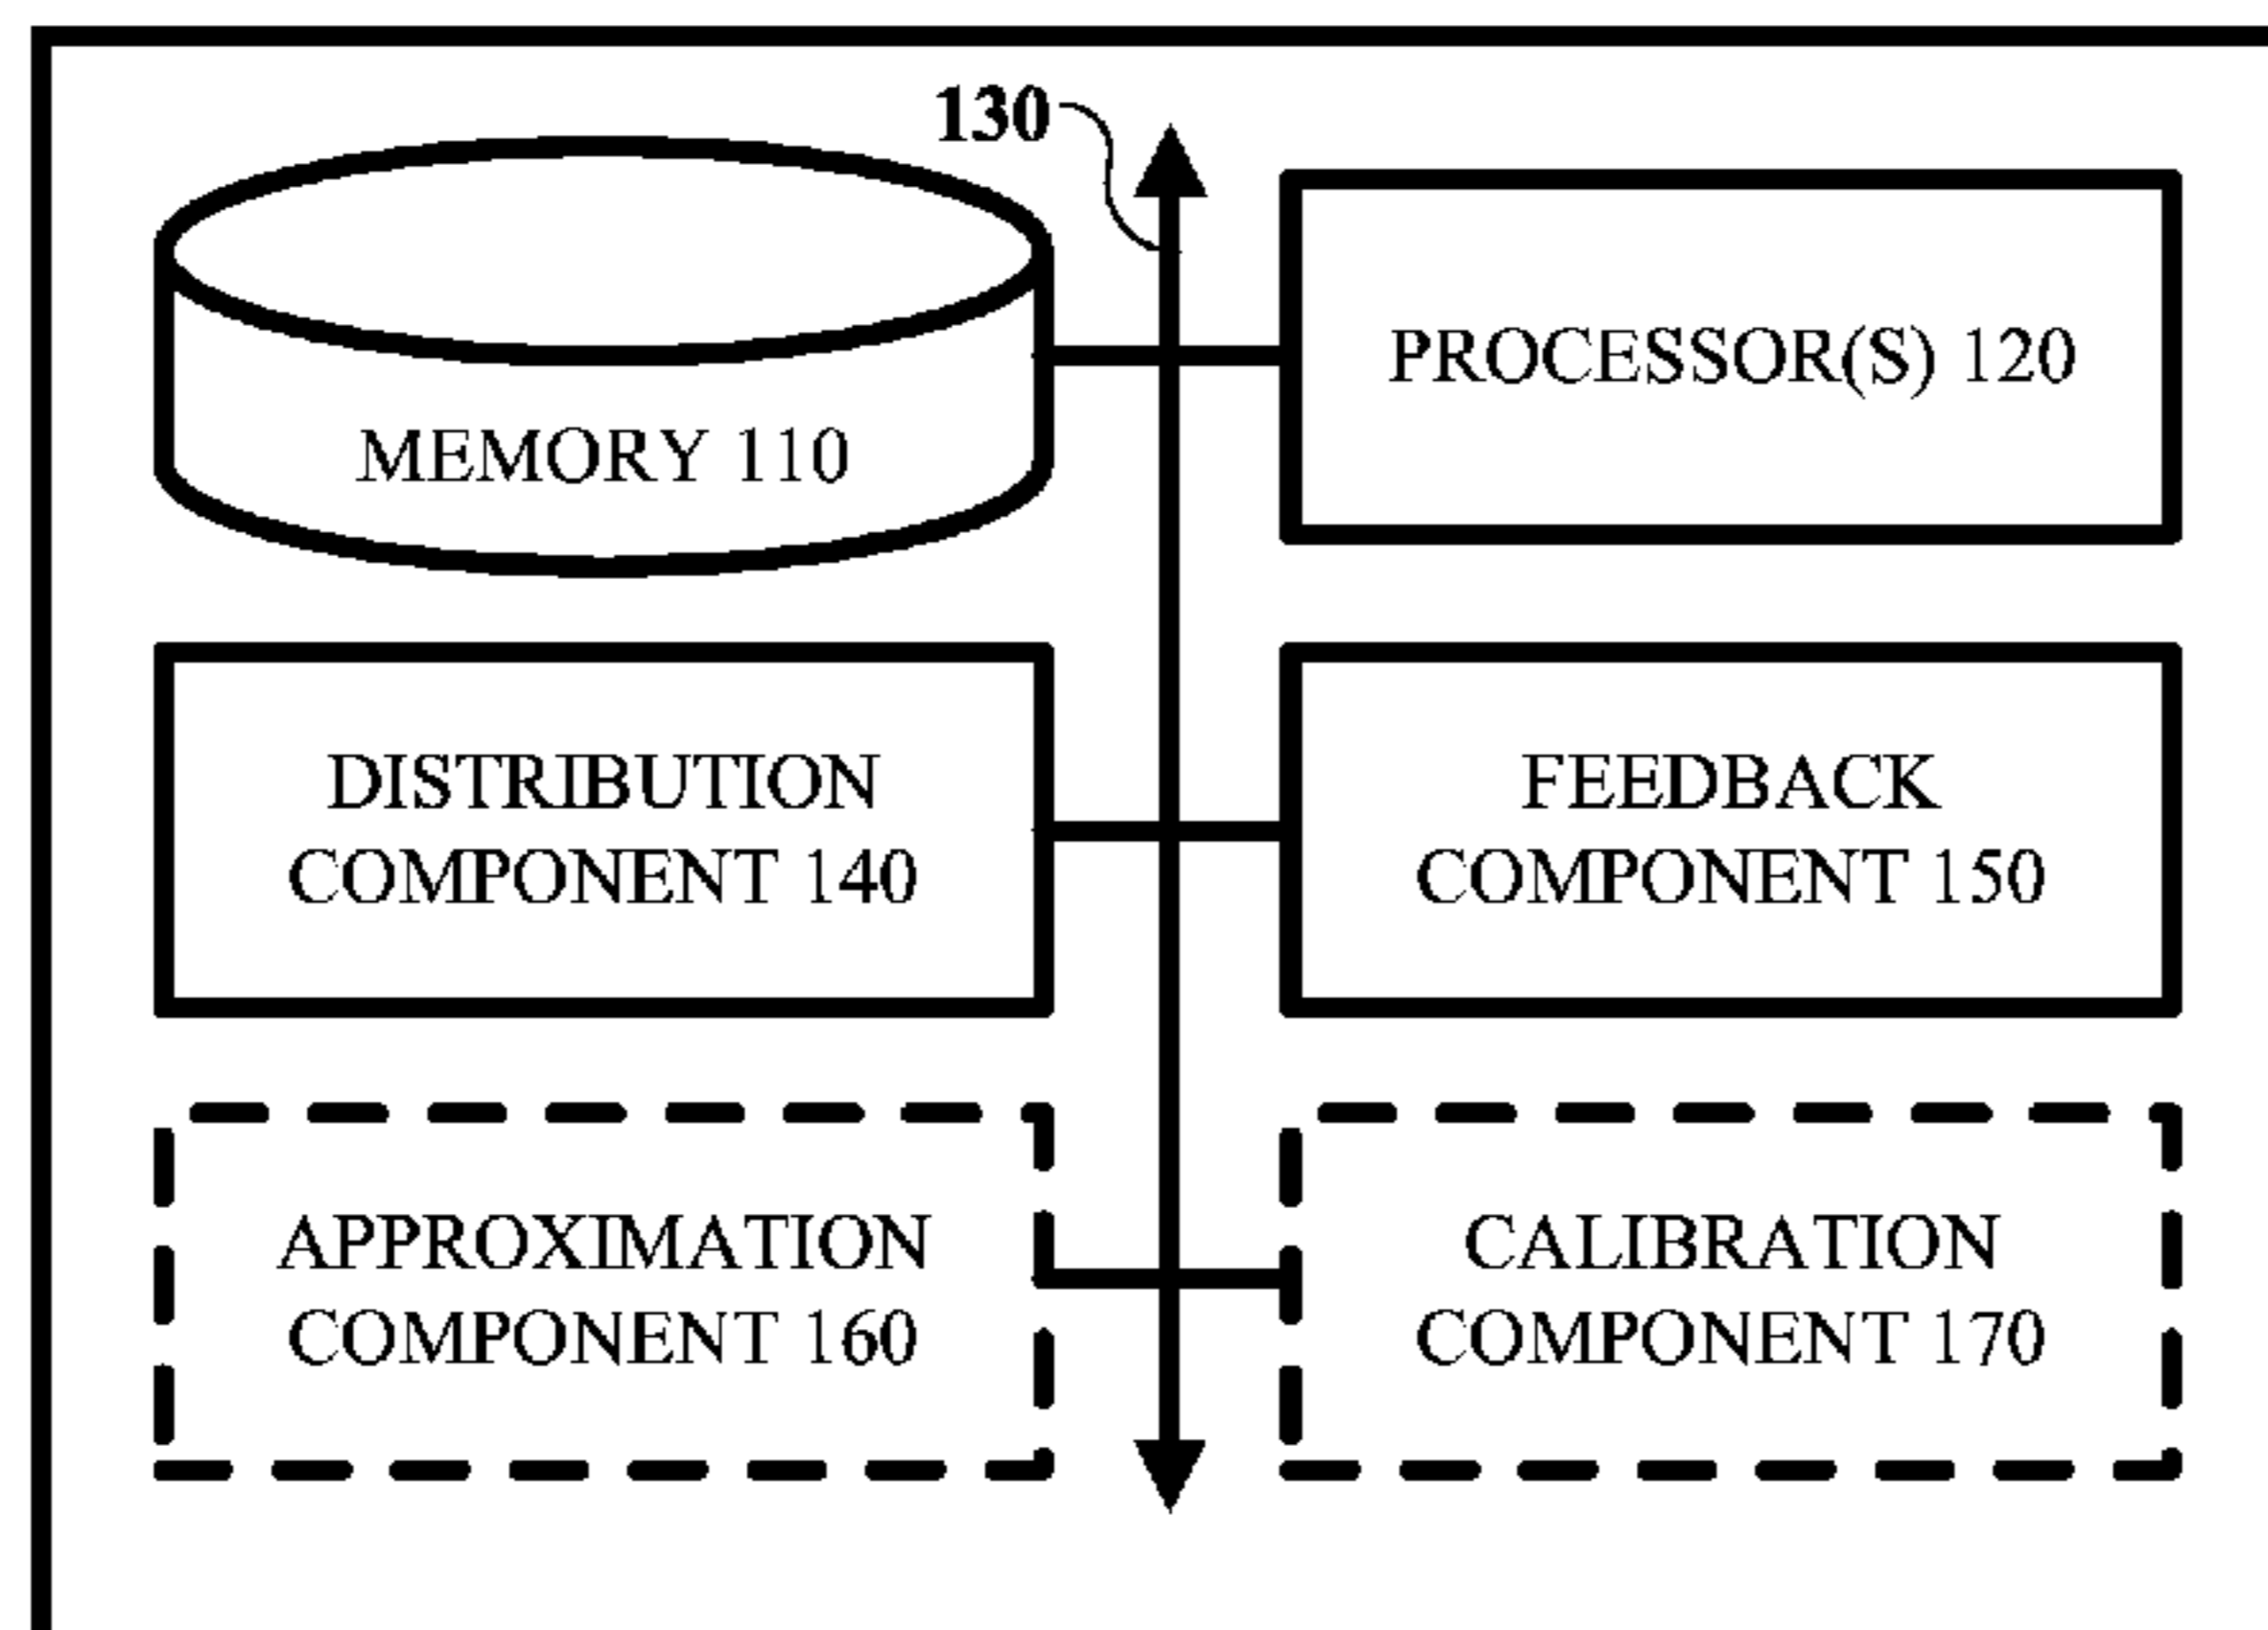 130
MEMORY 110
PROCESSOR(S) 120
DISTRIBUTION
COMPONENT 140
FEEDBACK
COMPONENT 150
APPROXIMATION
COMPONENT 160
CALIBRATION
COMPONENT 170